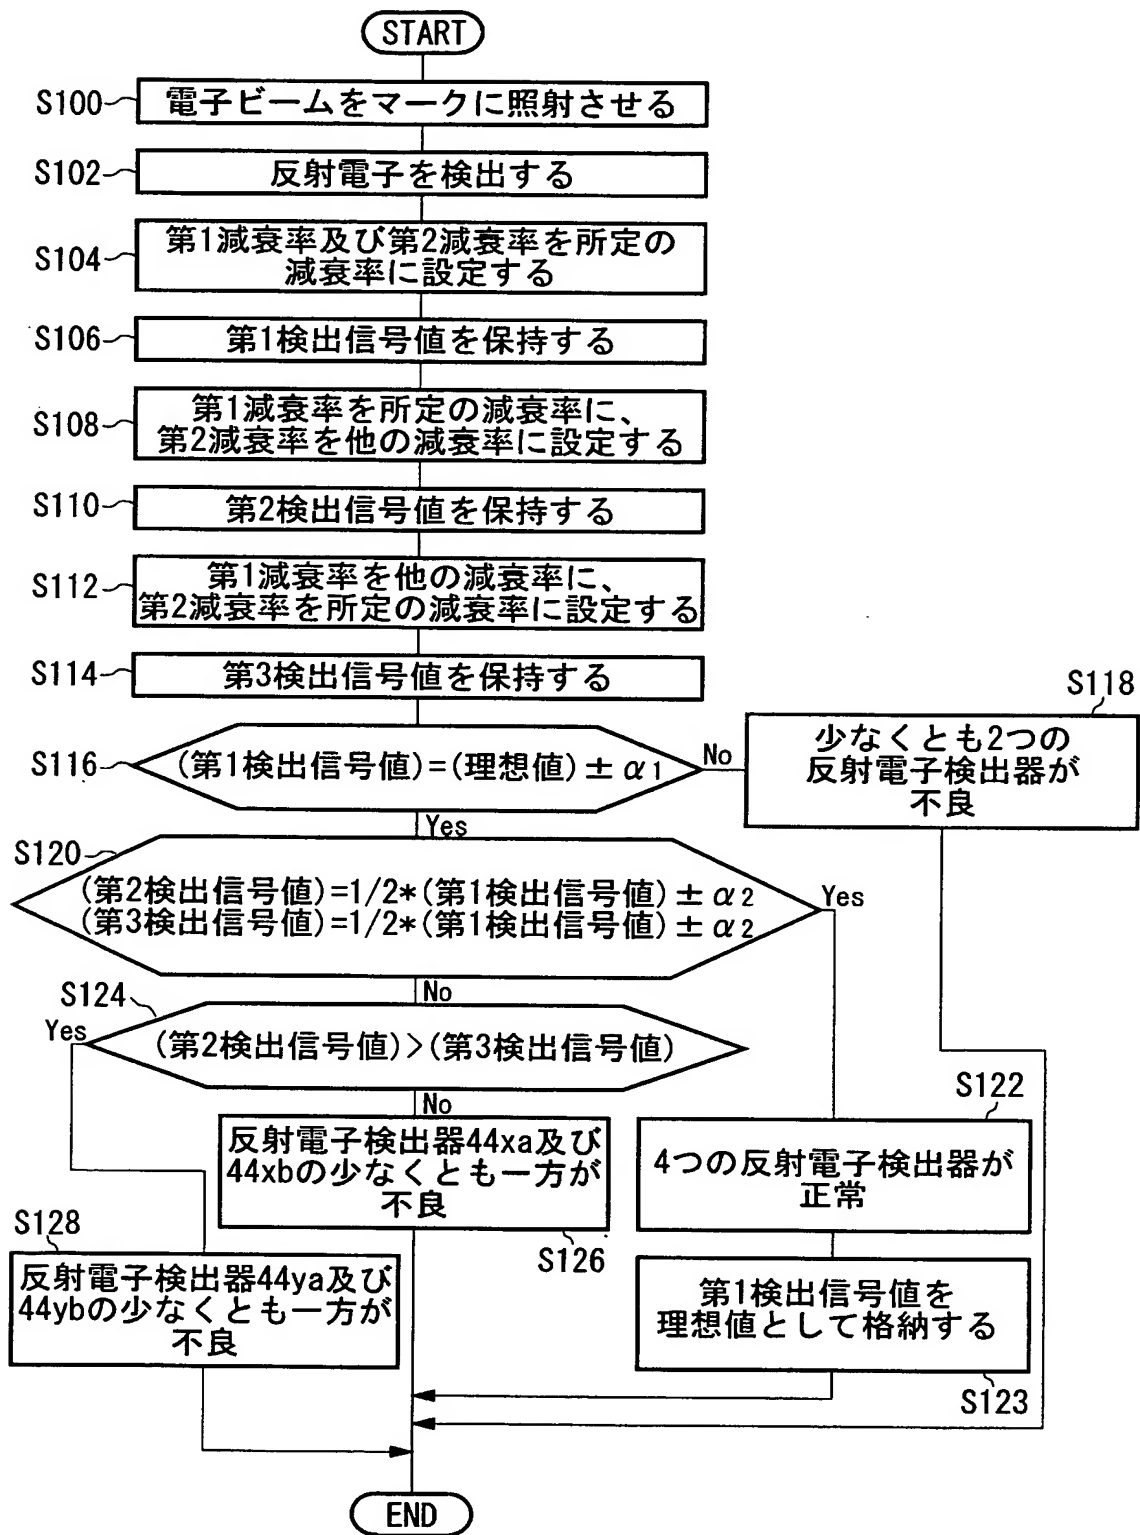 START
S100
電子ビームをマークに照射させる
S102
反射電子を検出する
S104
第1減衰率及び第2減衰率を所定の
減衰率に設定する
S106
第1検出信号値を保持する
S108
第1減衰率を所定の減衰率に、
第2減衰率を他の減衰率に設定する
S110
第2検出信号値を保持する
S112
第1減衰率を他の減衰率に、
第2減衰率を所定の減衰率に設定する
S114
第3検出信号値を保持する
S116
(第1検出信号値)=(理想値)±α1
No
S118
少なくとも2つの
反射電子検出器が
不良
Yes
S120
(第2検出信号値)=1/2*(第1検出信号値)±α2
(第3検出信号値)=1/2*(第1検出信号値)±α2
Yes
No
S124
Yes
(第2検出信号値)>(第3検出信号値)
No
S122
4つの反射電子検出器が
正常
反射電子検出器44xa及び
44xbの少なくとも一方が
不良
S126
S128
反射電子検出器44ya及び
44ybの少なくとも一方が
不良
第1検出信号値を
理想値として格納する
S123
END